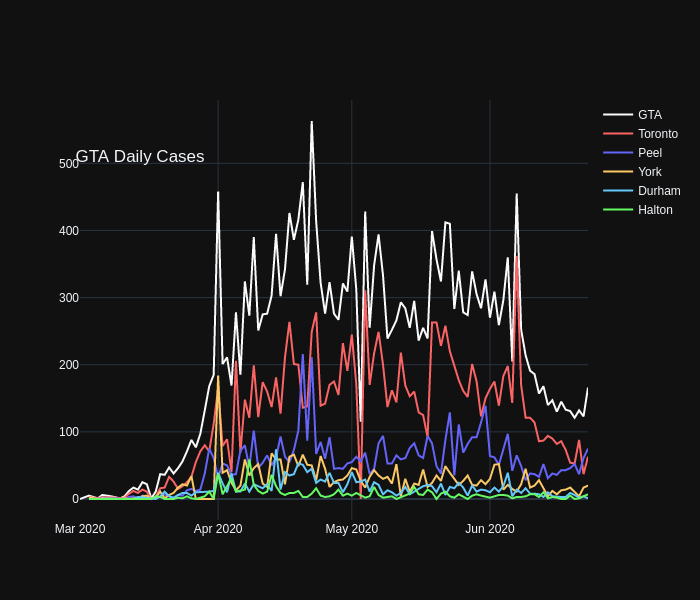 GTA Daily Cases
500
400
300
200
100
0
Mar 2020
Apr 2020
May 2020
Jun 2020
GTA
Toronto
Peel
York
Durham
Halton